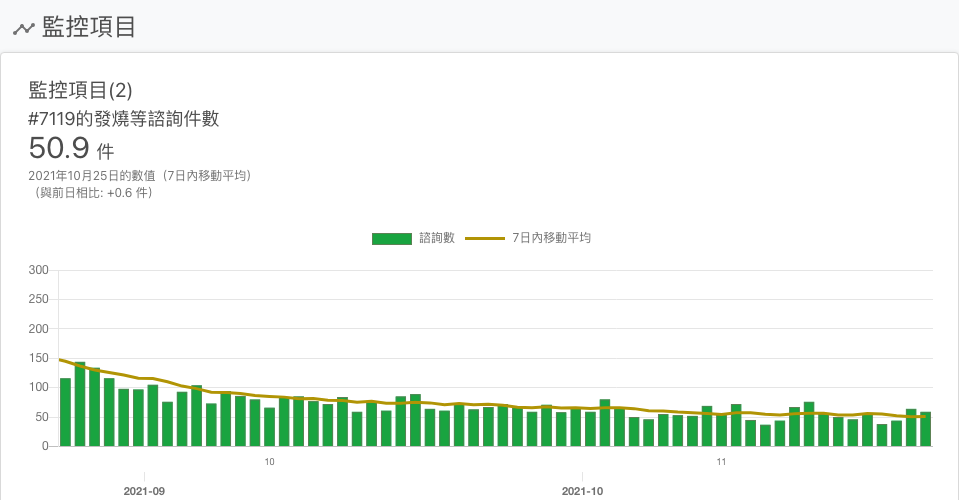 監控項目
監控項目(2)
#7119的發燒等諮詢件數
50.9 件
2021年10月25日的數值（7日內移動平均）
（與前日相比: +0.6 件）
諮詢數 7日內移動平均
300
250
200
150
100
50
0
10 11
2021-09 2021-10